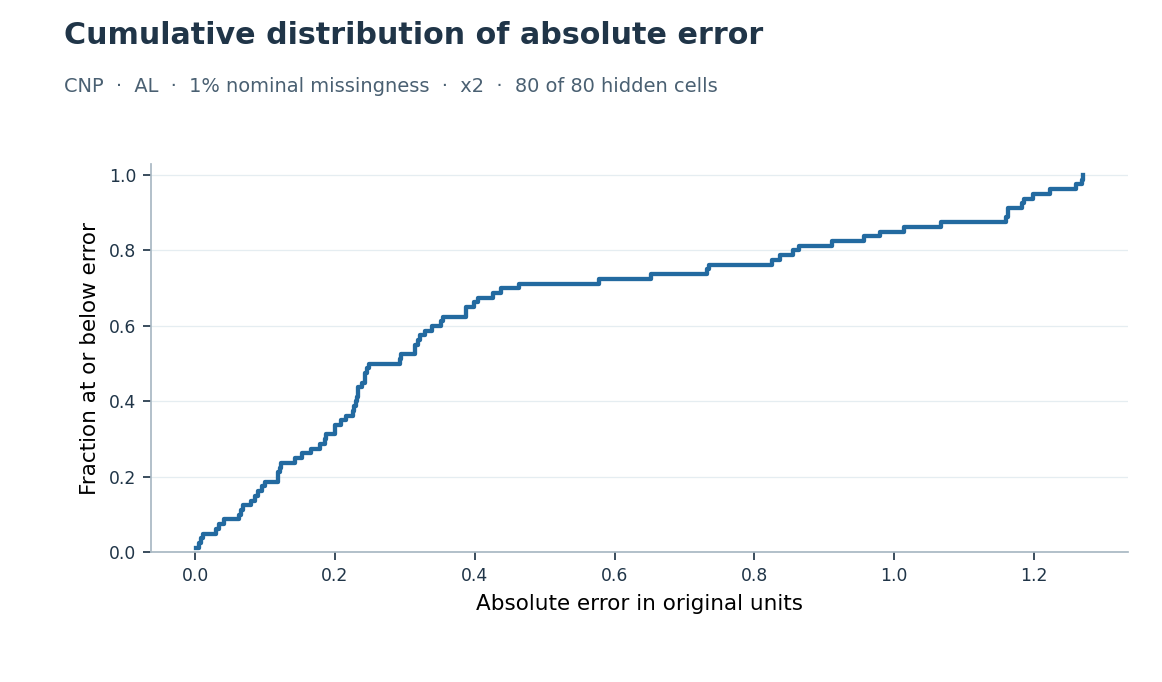 Cumulative distribution of absolute error
CNP · AL · 1% nominal missingness · x2 · 80 of 80 hidden cells
Fraction at or below error
1.0
0.8
0.6
0.4
0.2
0.0
0.0 0.2 0.4 0.6 0.8 1.0 1.2
Absolute error in original units